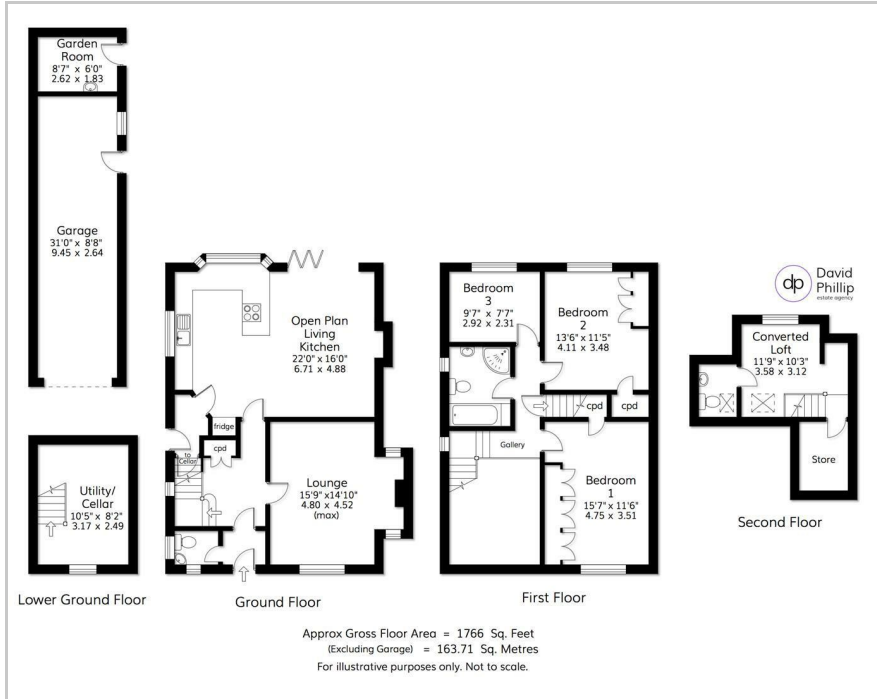 Garden
Room
8'7" x 6'0"
2.62 x 1.83
Garage
31'0" x 8'8"
9.45 x 2.64
Utility/
Cellar
10'5" x 8'2"
3.17 x 2.49
Lower Ground Floor
Open Plan
Living
Kitchen
22'0" x 16'0"
6.71 x 4.88
fridge
cpd
to
Cellar
Lounge
15'9" x14'10"
4.80 x 4.52
(max)
Ground Floor
Bedroom
3
9'7" x 7'7"
2.92 x 2.31
Bedroom
2
13'6" x 11'5"
4.11 x 3.48
cpd
cpd
Gallery
Bedroom
1
15'7" x 11'6"
4.75 x 3.51
First Floor
dp
David
Phillip
estate agency
Converted
Loft
11'9" x 10'3"
3.58 x 3.12
Store
Second Floor
Approx Gross Floor Area = 1766 Sq. Feet
(Excluding Garage) = 163.71 Sq. Metres
For illustrative purposes only. Not to scale.